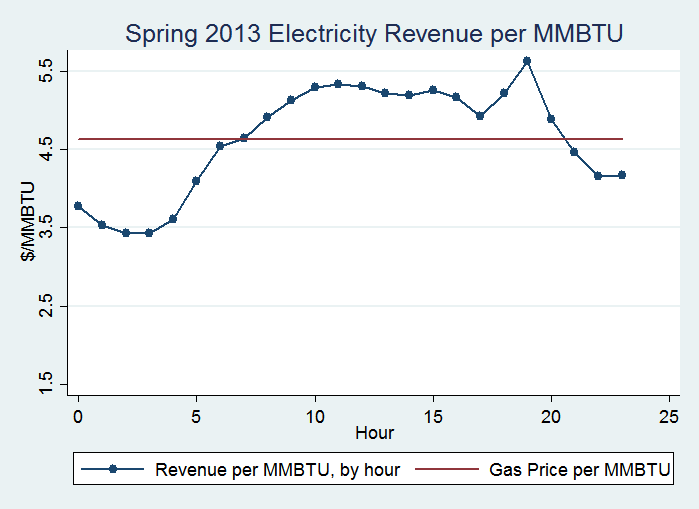 Spring 2013 Electricity Revenue per MMBTU
$/MMBTU
5.5
4.5
3.5
2.5
1.5
0 5 10 15 20 25
Hour
Revenue per MMBTU, by hour Gas Price per MMBTU